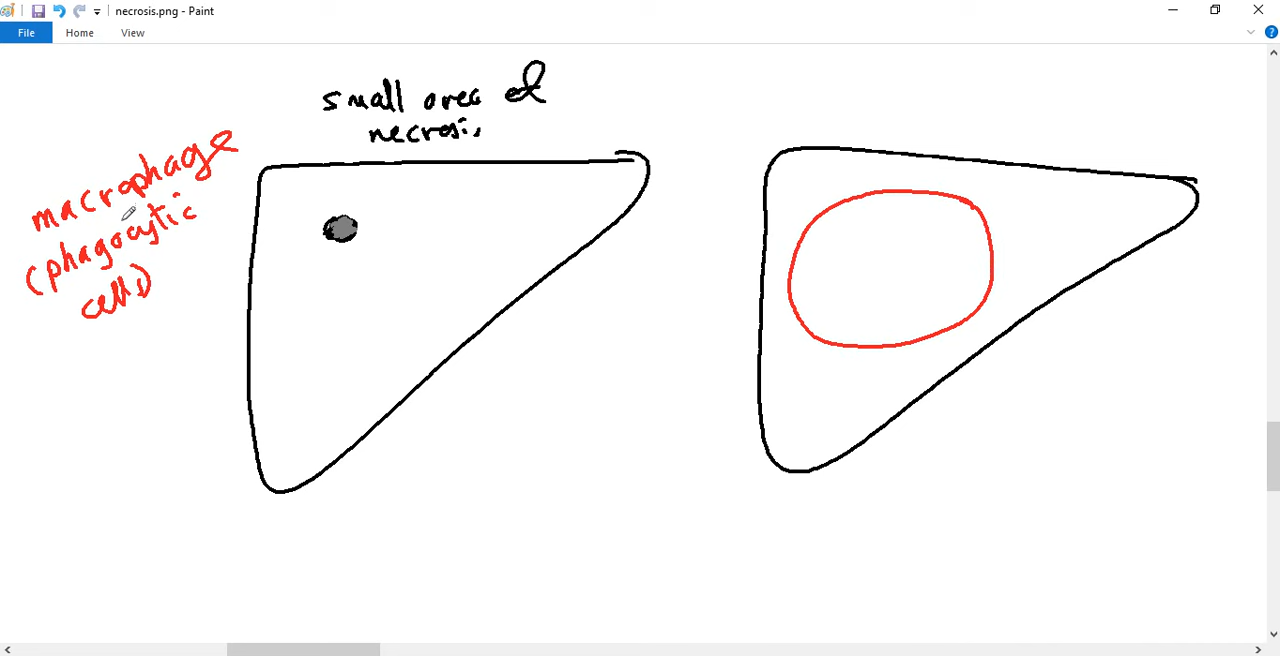 necrosis.png - Paint
File Home View
small area of
necrosis
macrophage
(phagocytic
cells)